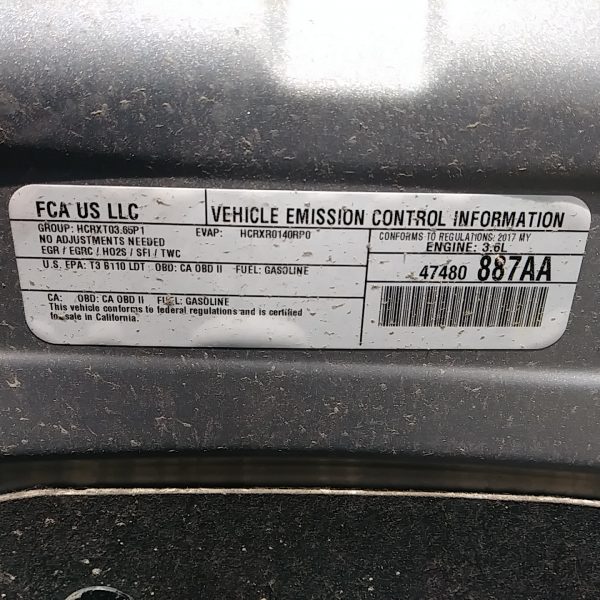 FCA US LLC
VEHICLE EMISSION CONTROL INFORMATION
GROUP: HCRXT03.65P1 EVAP: HCRXR0140RP0
NO ADJUSTMENTS NEEDED
EGR / EGRC / HO2S / SFI / TWC
CONFORMS TO REGULATIONS: 2017 MY
ENGINE: 3.6L
U.S. EPA: T3 B110 LDT OBD: CA OBD II FUEL: GASOLINE
47480 887AA
CA: OBD: CA OBD II FUEL: GASOLINE
This vehicle conforms to federal regulations and is certified
for sale in California.